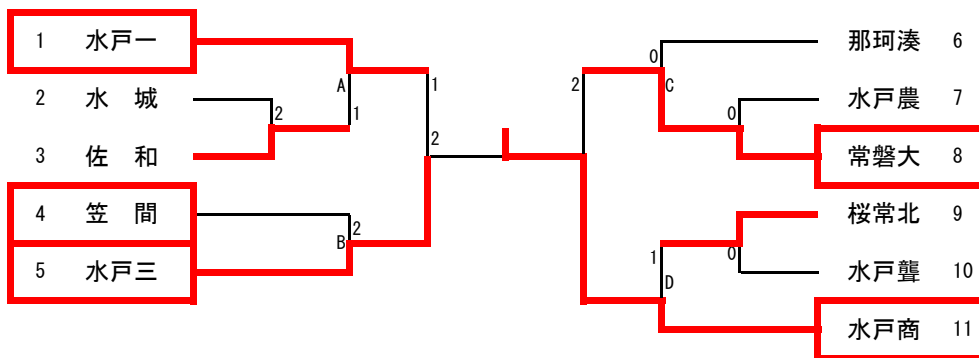 1 水戸一
2 水 城
3 佐 和
4 笠 間
5 水戸三
A
2
1
1
2
2
B
那珂湊 6
水戸農 7
常磐大 8
桜常北 9
水戸聾 10
水戸商 11
0
2
C
0
1
0
D